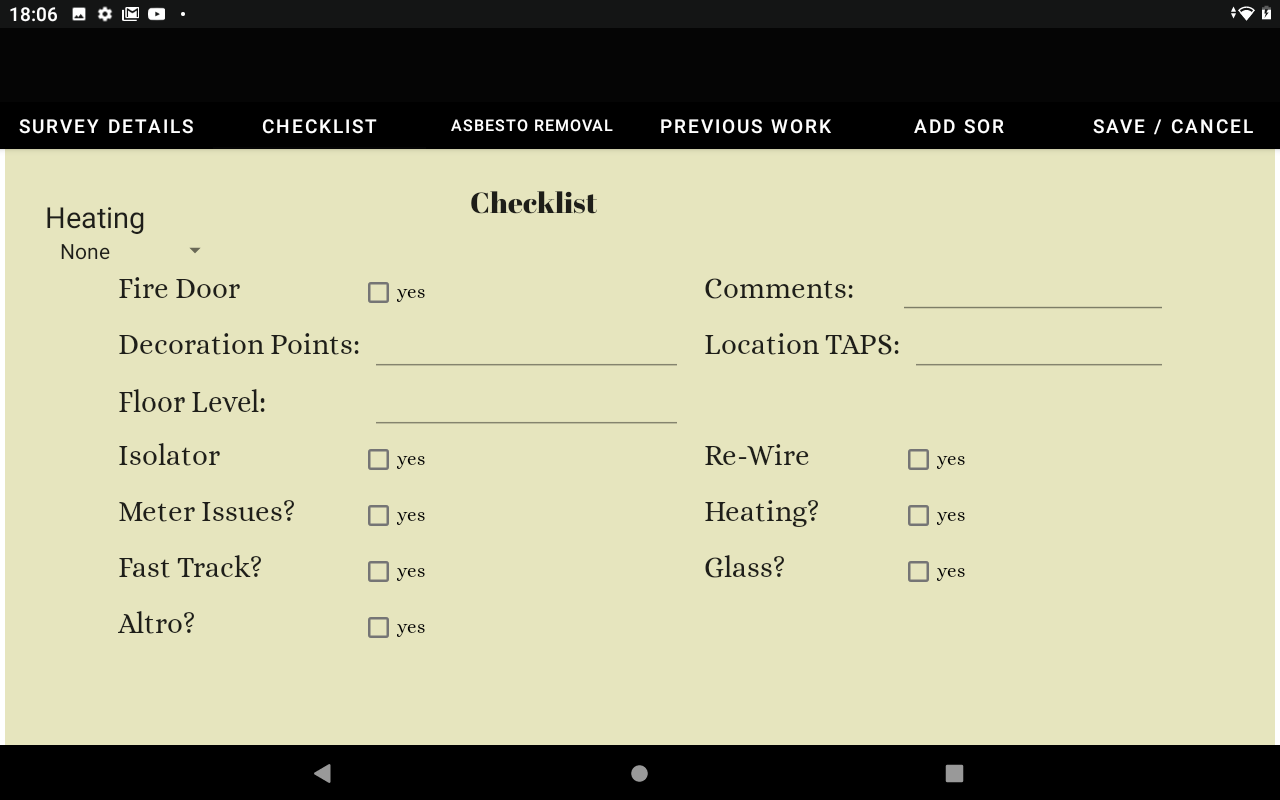 18:06
SURVEY DETAILS CHECKLIST ASBESTO REMOVAL PREVIOUS WORK ADD SOR SAVE / CANCEL
Checklist
Heating
None
Fire Door yes Comments:
Decoration Points: Location TAPS:
Floor Level:
Isolator yes Re-Wire yes
Meter Issues? yes Heating? yes
Fast Track? yes Glass? yes
Altro? yes